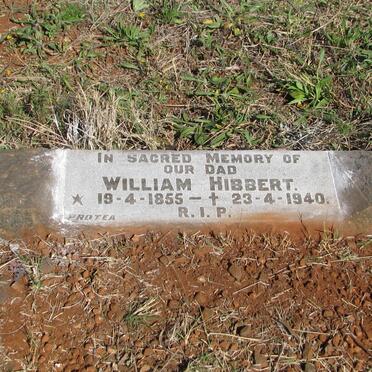 IN SACRED MEMORY OF
OUR DAD
WILLIAM HIBBERT.
★ 19-4-1855 — ✝ 23-4-1940.
R.I.P.
PROTEA